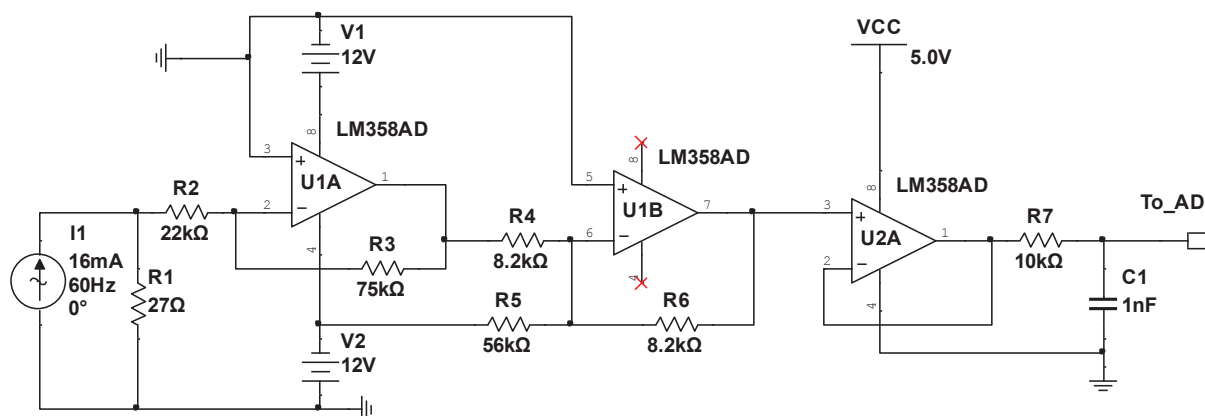 V1
12V
VCC
5.0V
8
LM358AD
3
+
U1A
1
2
−
4
R2
22kΩ
R3
75kΩ
I1
16mA
60Hz
0°
R1
27Ω
V2
12V
R4
8.2kΩ
R5
56kΩ
8
LM358AD
5
+
U1B
7
6
−
4
R6
8.2kΩ
8
LM358AD
3
+
U2A
1
2
−
4
R7
10kΩ
To_AD
C1
1nF